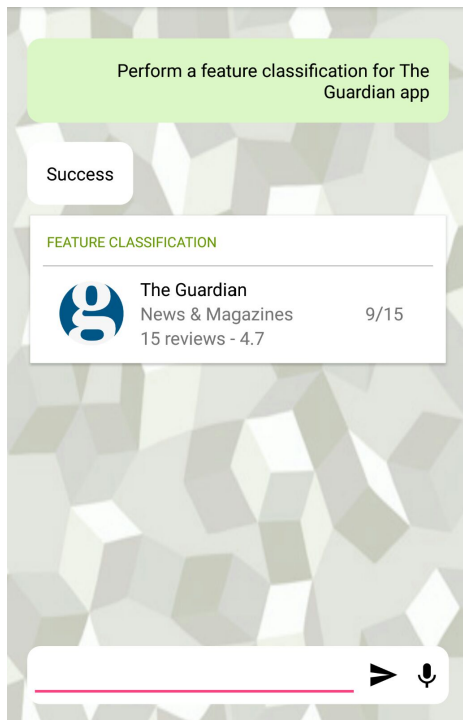 Perform a feature classification for The
Guardian app
Success
FEATURE CLASSIFICATION
g
The Guardian
News & Magazines
9/15
15 reviews - 4.7